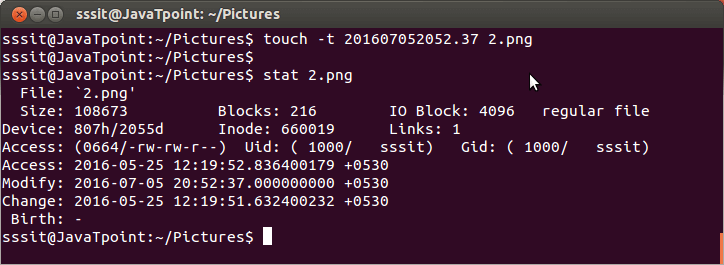 sssit@JavaTpoint: ~/Pictures
sssit@JavaTpoint:~/Pictures$ touch -t 201607052052.37 2.png
sssit@JavaTpoint:~/Pictures$
sssit@JavaTpoint:~/Pictures$ stat 2.png
  File: `2.png'
  Size: 108673          Blocks: 216        IO Block: 4096   regular file
Device: 807h/2055d      Inode: 660019      Links: 1
Access: (0664/-rw-rw-r--)  Uid: ( 1000/   sssit)   Gid: ( 1000/   sssit)
Access: 2016-05-25 12:19:52.836400179 +0530
Modify: 2016-07-05 20:52:37.000000000 +0530
Change: 2016-05-25 12:19:51.632400232 +0530
 Birth: -
sssit@JavaTpoint:~/Pictures$